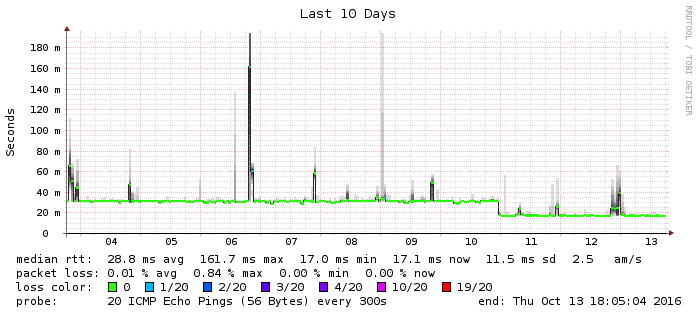 Last 10 Days
RRDTOOL / TOBI OETIKER
Seconds
180 m
160 m
140 m
120 m
100 m
80 m
60 m
40 m
20 m
0
04 05 06 07 08 09 10 11 12 13
median rtt: 28.8 ms avg 161.7 ms max 17.0 ms min 17.1 ms now 11.5 ms sd 2.5 am/s
packet loss: 0.01 % avg 0.84 % max 0.00 % min 0.00 % now
loss color: 0 1/20 2/20 3/20 4/20 10/20 19/20
probe: 20 ICMP Echo Pings (56 Bytes) every 300s end: Thu Oct 13 18:05:04 2016